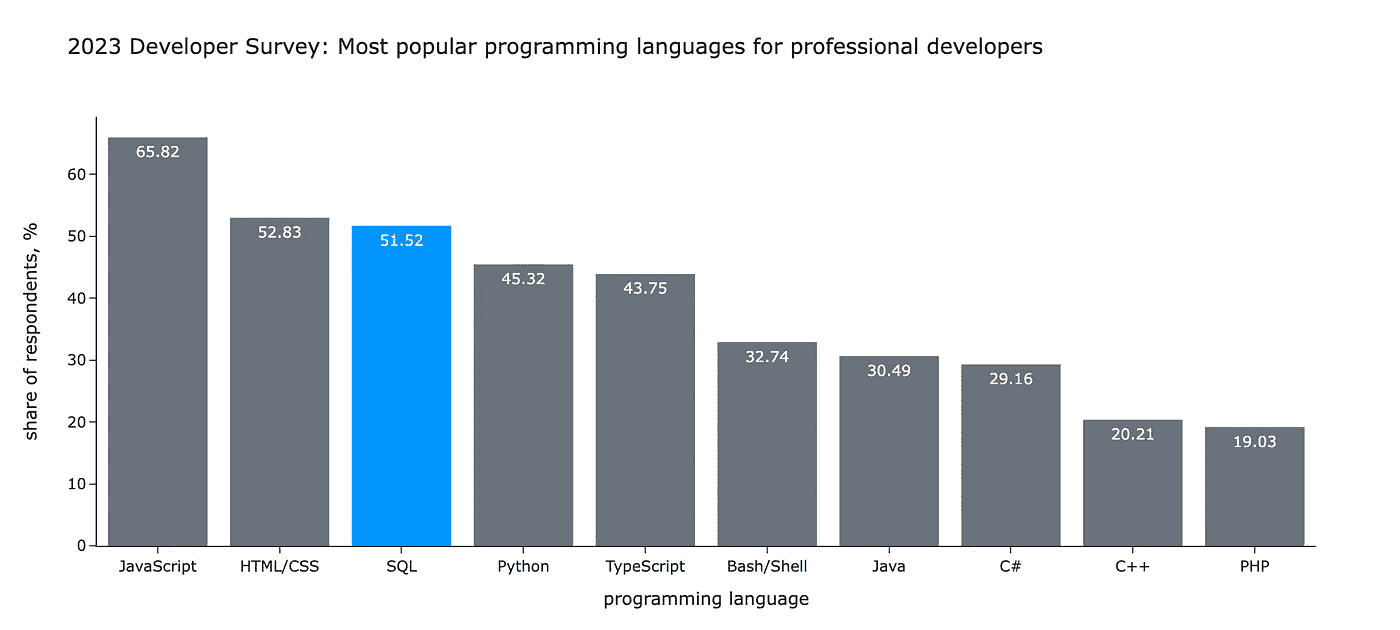 2023 Developer Survey: Most popular programming languages for professional developers
share of respondents, %
60
50
40
30
20
10
0
65.82
52.83
51.52
45.32
43.75
32.74
30.49
29.16
20.21
19.03
JavaScript
HTML/CSS
SQL
Python
TypeScript
Bash/Shell
Java
C#
C++
PHP
programming language